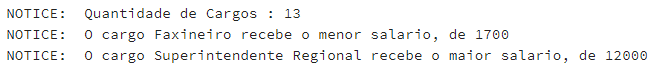 NOTICE:  Quantidade de Cargos : 13
NOTICE:  O cargo Faxineiro recebe o menor salario, de 1700
NOTICE:  O cargo Superintendente Regional recebe o maior salario, de 12000